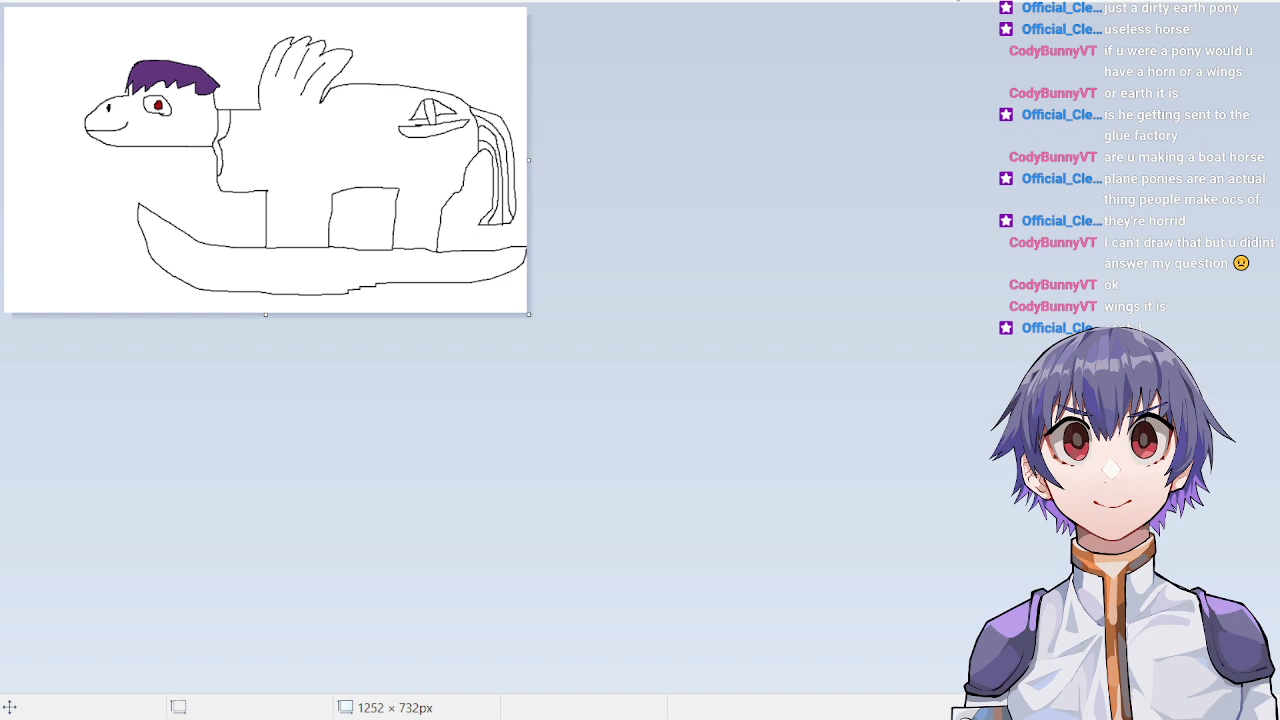 Official_Cle... just a dirty earth pony
Official_Cle... useless horse
CodyBunnyVT if u were a pony would u
have a horn or a wings
CodyBunnyVT or earth it is
Official_Cle... is he getting sent to the
glue factory
CodyBunnyVT are u making a boat horse
Official_Cle... plane ponies are an actual
thing people make ocs of
Official_Cle... they're horrid
CodyBunnyVT I can't draw that but u didint
answer my question
CodyBunnyVT ok
CodyBunnyVT wings it is
Official_Cle
1252 × 732px